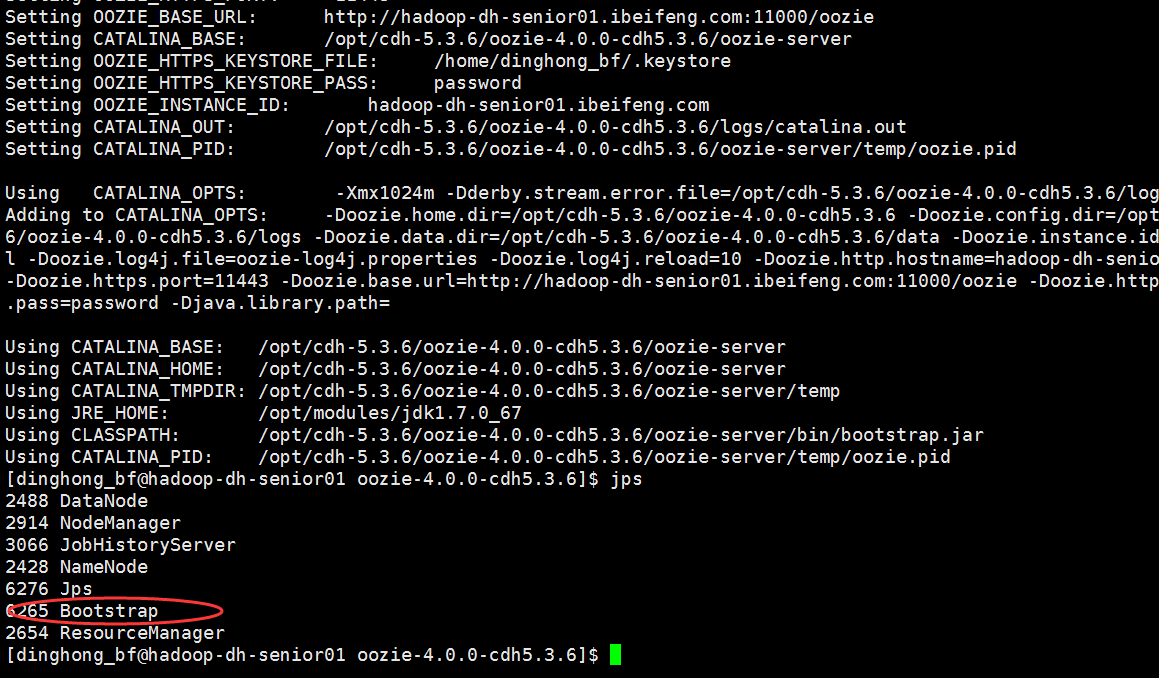 Setting OOZIE_BASE_URL:      http://hadoop-dh-senior01.ibeifeng.com:11000/oozie
Setting CATALINA_BASE:       /opt/cdh-5.3.6/oozie-4.0.0-cdh5.3.6/oozie-server
Setting OOZIE_HTTPS_KEYSTORE_FILE:     /home/dinghong_bf/.keystore
Setting OOZIE_HTTPS_KEYSTORE_PASS:     password
Setting OOZIE_INSTANCE_ID:       hadoop-dh-senior01.ibeifeng.com
Setting CATALINA_OUT:        /opt/cdh-5.3.6/oozie-4.0.0-cdh5.3.6/logs/catalina.out
Setting CATALINA_PID:        /opt/cdh-5.3.6/oozie-4.0.0-cdh5.3.6/oozie-server/temp/oozie.pid
Using   CATALINA_OPTS:        -Xmx1024m -Dderby.stream.error.file=/opt/cdh-5.3.6/oozie-4.0.0-cdh5.3.6/log
Adding to CATALINA_OPTS:     -Doozie.home.dir=/opt/cdh-5.3.6/oozie-4.0.0-cdh5.3.6 -Doozie.config.dir=/opt
6/oozie-4.0.0-cdh5.3.6/logs -Doozie.data.dir=/opt/cdh-5.3.6/oozie-4.0.0-cdh5.3.6/data -Doozie.instance.id
l -Doozie.log4j.file=oozie-log4j.properties -Doozie.log4j.reload=10 -Doozie.http.hostname=hadoop-dh-senio
-Doozie.https.port=11443 -Doozie.base.url=http://hadoop-dh-senior01.ibeifeng.com:11000/oozie -Doozie.http
.pass=password -Djava.library.path=
Using CATALINA_BASE:   /opt/cdh-5.3.6/oozie-4.0.0-cdh5.3.6/oozie-server
Using CATALINA_HOME:   /opt/cdh-5.3.6/oozie-4.0.0-cdh5.3.6/oozie-server
Using CATALINA_TMPDIR: /opt/cdh-5.3.6/oozie-4.0.0-cdh5.3.6/oozie-server/temp
Using JRE_HOME:        /opt/modules/jdk1.7.0_67
Using CLASSPATH:       /opt/cdh-5.3.6/oozie-4.0.0-cdh5.3.6/oozie-server/bin/bootstrap.jar
Using CATALINA_PID:    /opt/cdh-5.3.6/oozie-4.0.0-cdh5.3.6/oozie-server/temp/oozie.pid
[dinghong_bf@hadoop-dh-senior01 oozie-4.0.0-cdh5.3.6]$ jps
2488 DataNode
2914 NodeManager
3066 JobHistoryServer
2428 NameNode
6276 Jps
6265 Bootstrap
2654 ResourceManager
[dinghong_bf@hadoop-dh-senior01 oozie-4.0.0-cdh5.3.6]$